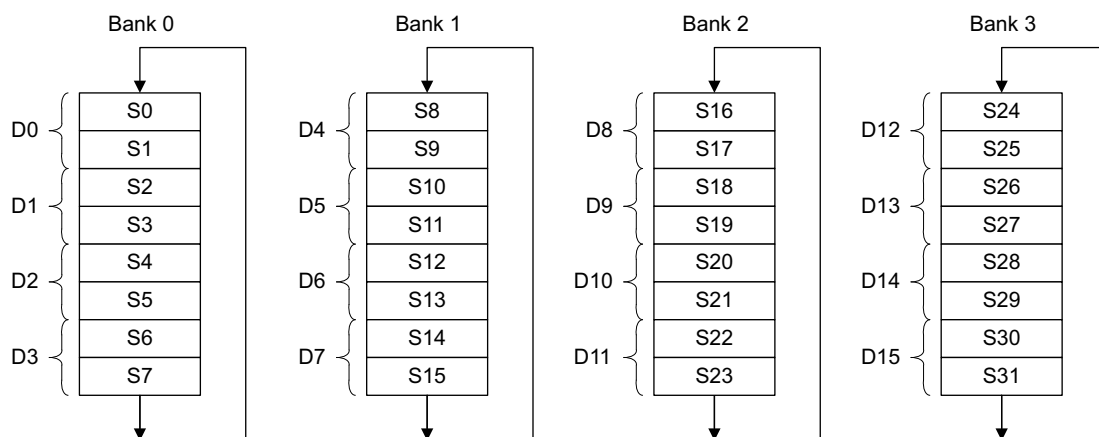 Bank 0 Bank 1 Bank 2 Bank 3
S0 S8 S16 S24
D0 D4 D8 D12
S1 S9 S17 S25
S2 S10 S18 S26
D1 D5 D9 D13
S3 S11 S19 S27
S4 S12 S20 S28
D2 D6 D10 D14
S5 S13 S21 S29
S6 S14 S22 S30
D3 D7 D11 D15
S7 S15 S23 S31